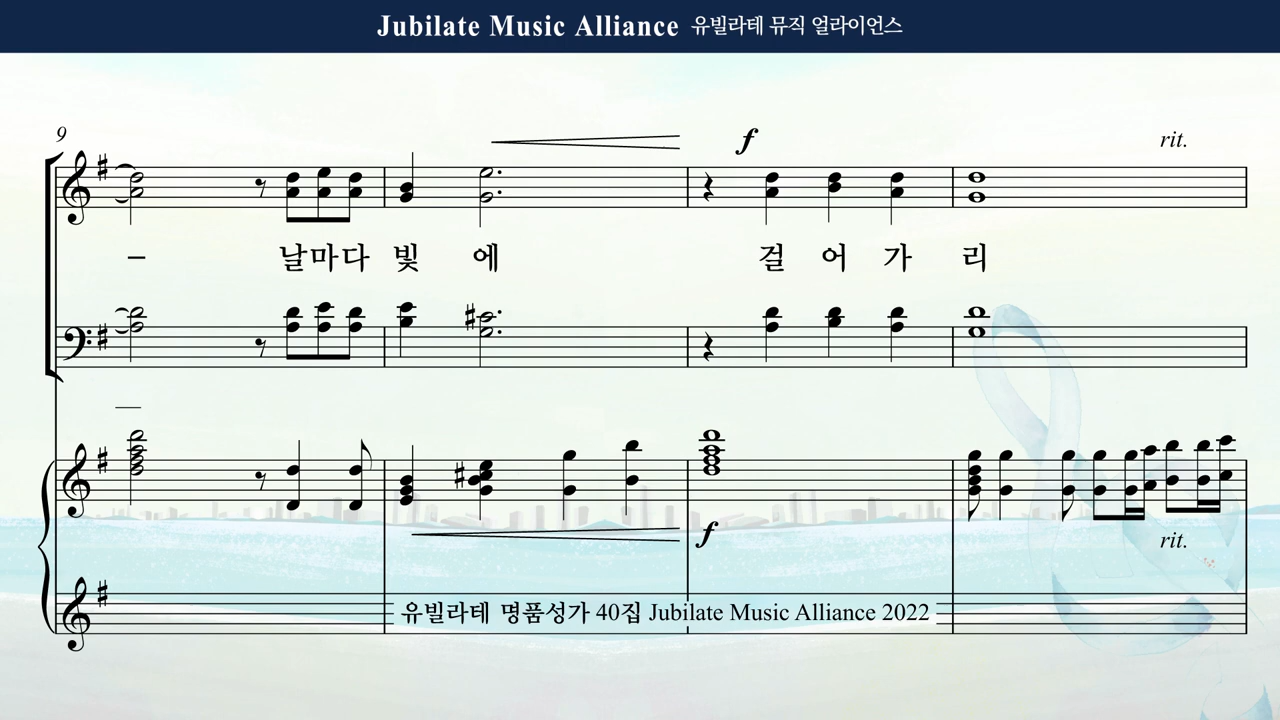 Jubilate Music Alliance 유빌라테 뮤직 얼라이언스
9
f
rit.
– 날마다 빛 에 걸 어 가 리
f
rit.
유빌라테 명품성가 40집 Jubilate Music Alliance 2022